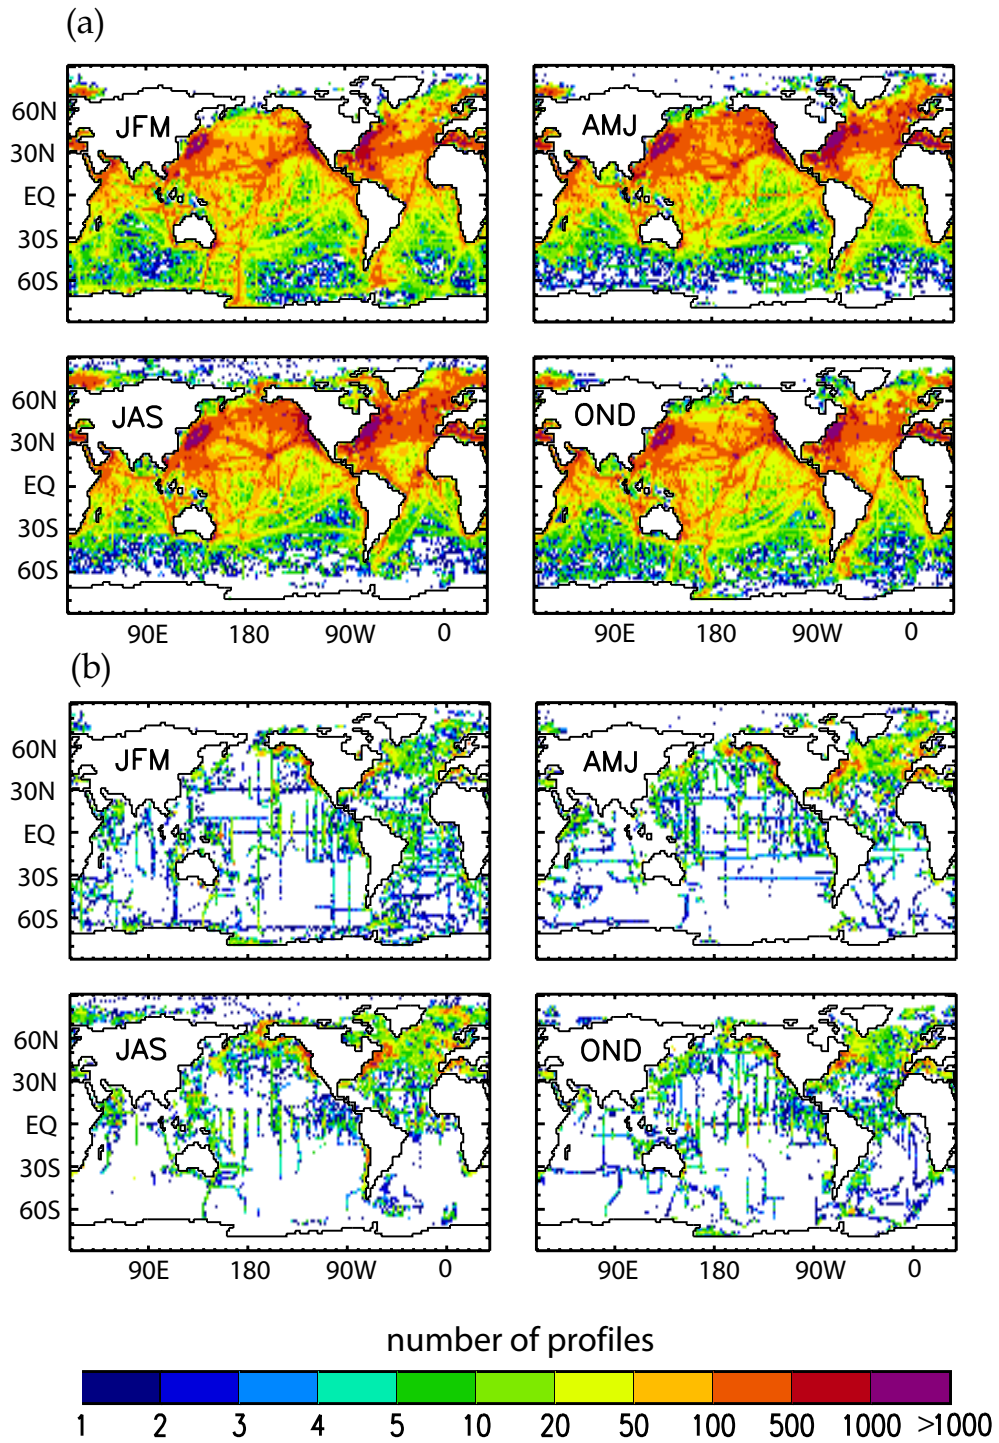 (a)
JFM
AMJ
60N
30N
EQ
30S
60S
JAS
OND
60N
30N
EQ
30S
60S
90E 180 90W 0
90E 180 90W 0
(b)
JFM
AMJ
60N
30N
EQ
30S
60S
JAS
OND
60N
30N
EQ
30S
60S
90E 180 90W 0
90E 180 90W 0
number of profiles
1 2 3 4 5 10 20 50 100 500 1000 >1000